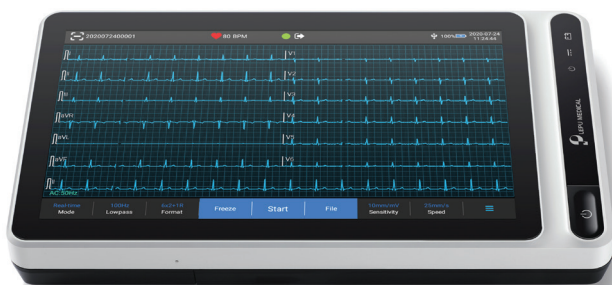 2020072400001
80 BPM
100%
2020-07-24
11:24:44
I
V1
II
V2
III
V3
aVR
V4
aVL
V5
aVF
V6
II
AC 50Hz
Real-time
Mode
100Hz
Lowpass
6x2+1R
Format
Freeze
Start
File
10mm/mV
Sensitivity
25mm/s
Speed
LEPU MEDICAL